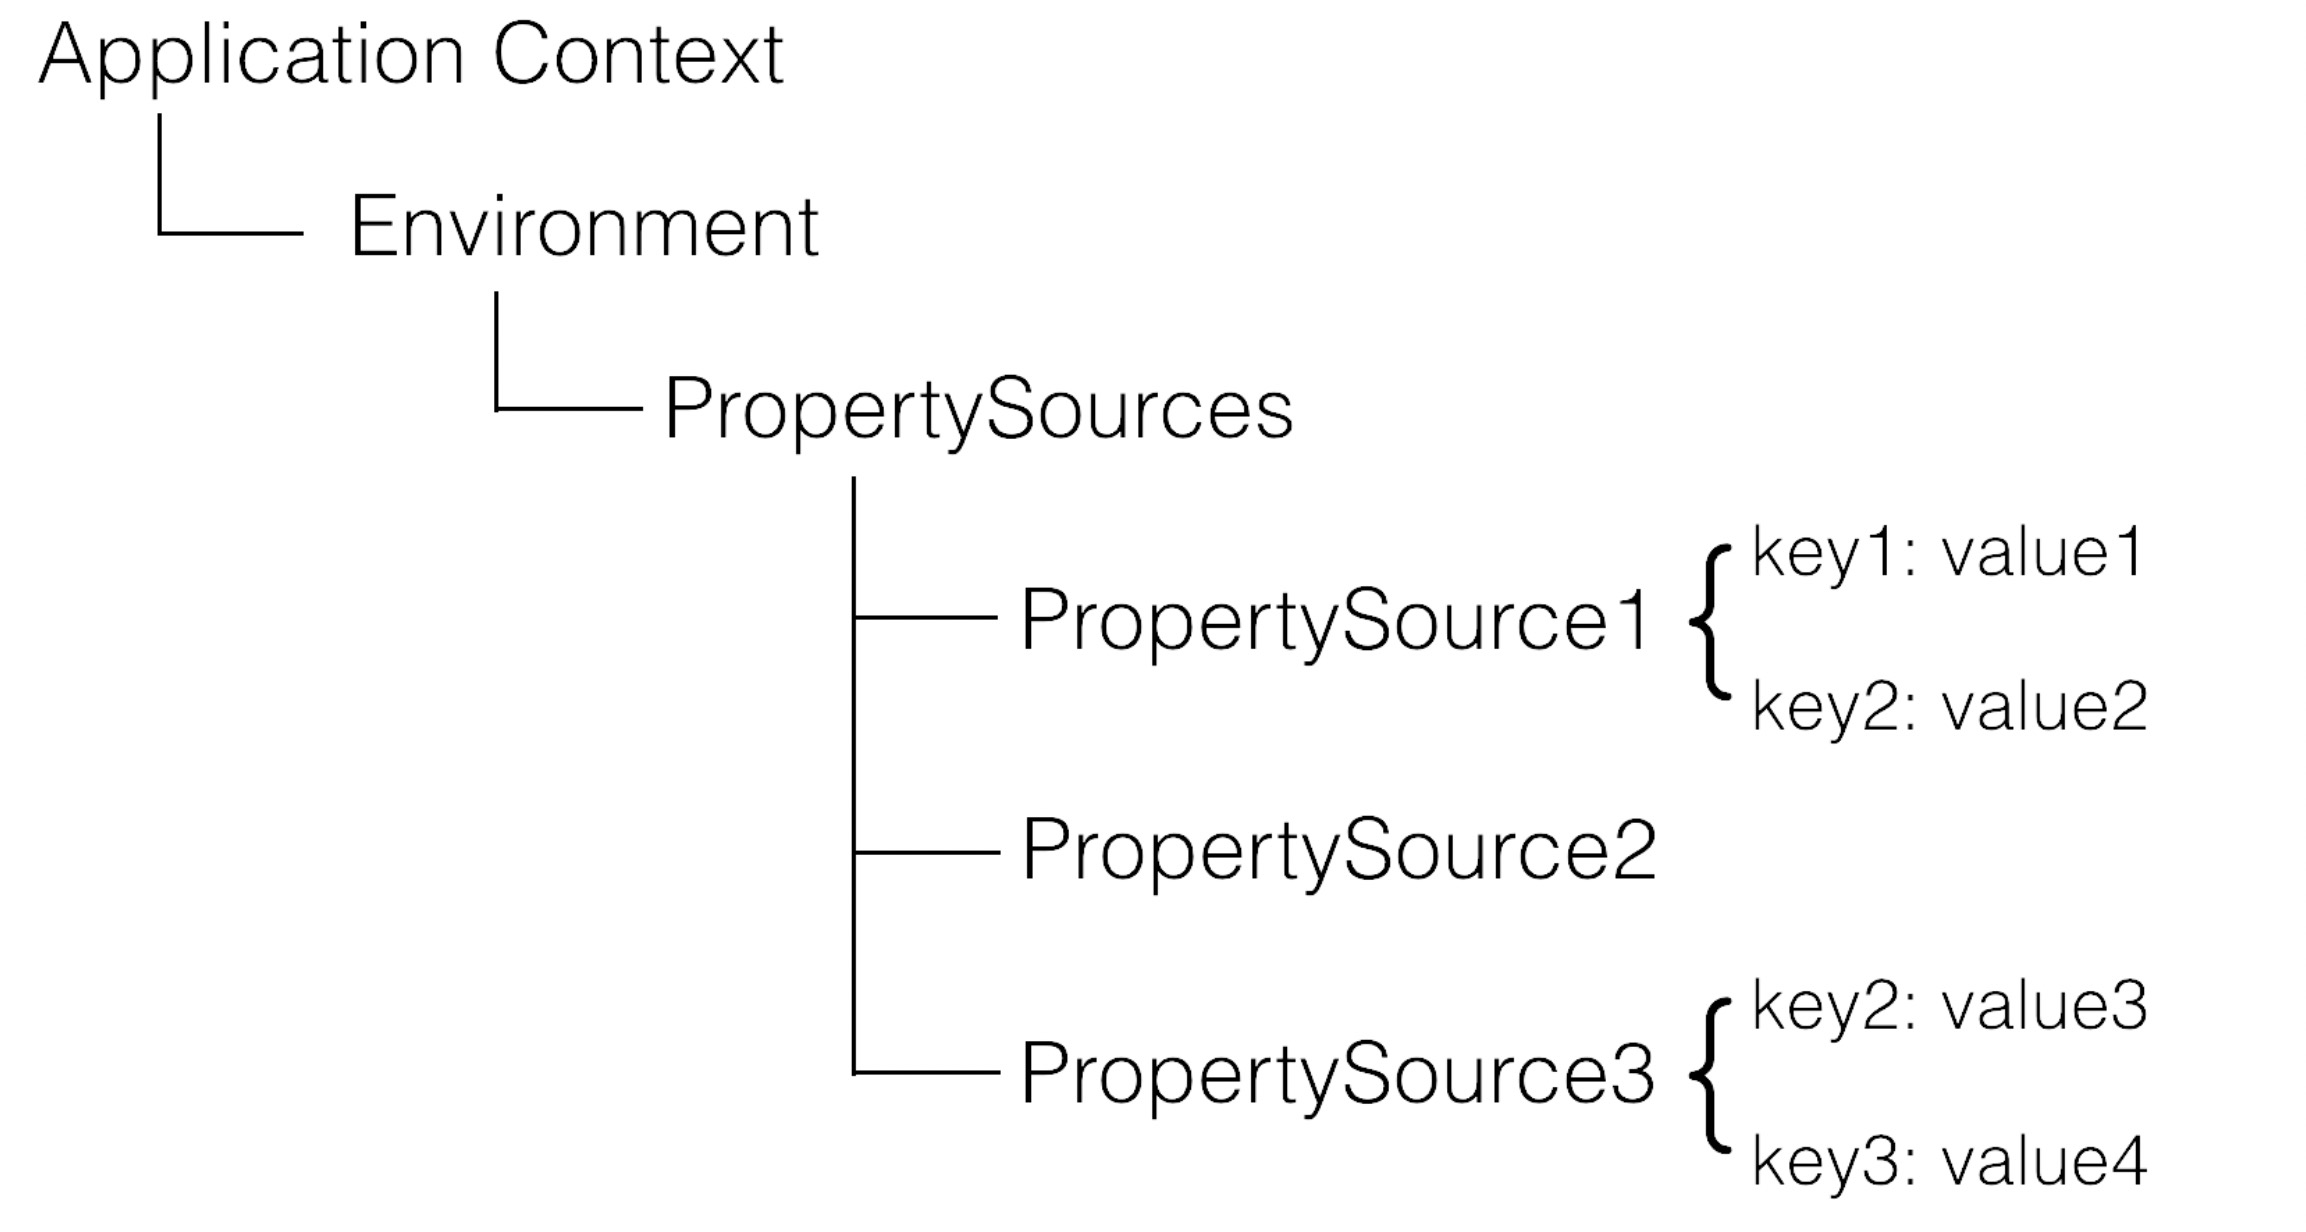 Application Context
Environment
PropertySources
key1: value1
PropertySource1
key2: value2
PropertySource2
key2: value3
PropertySource3
key3: value4